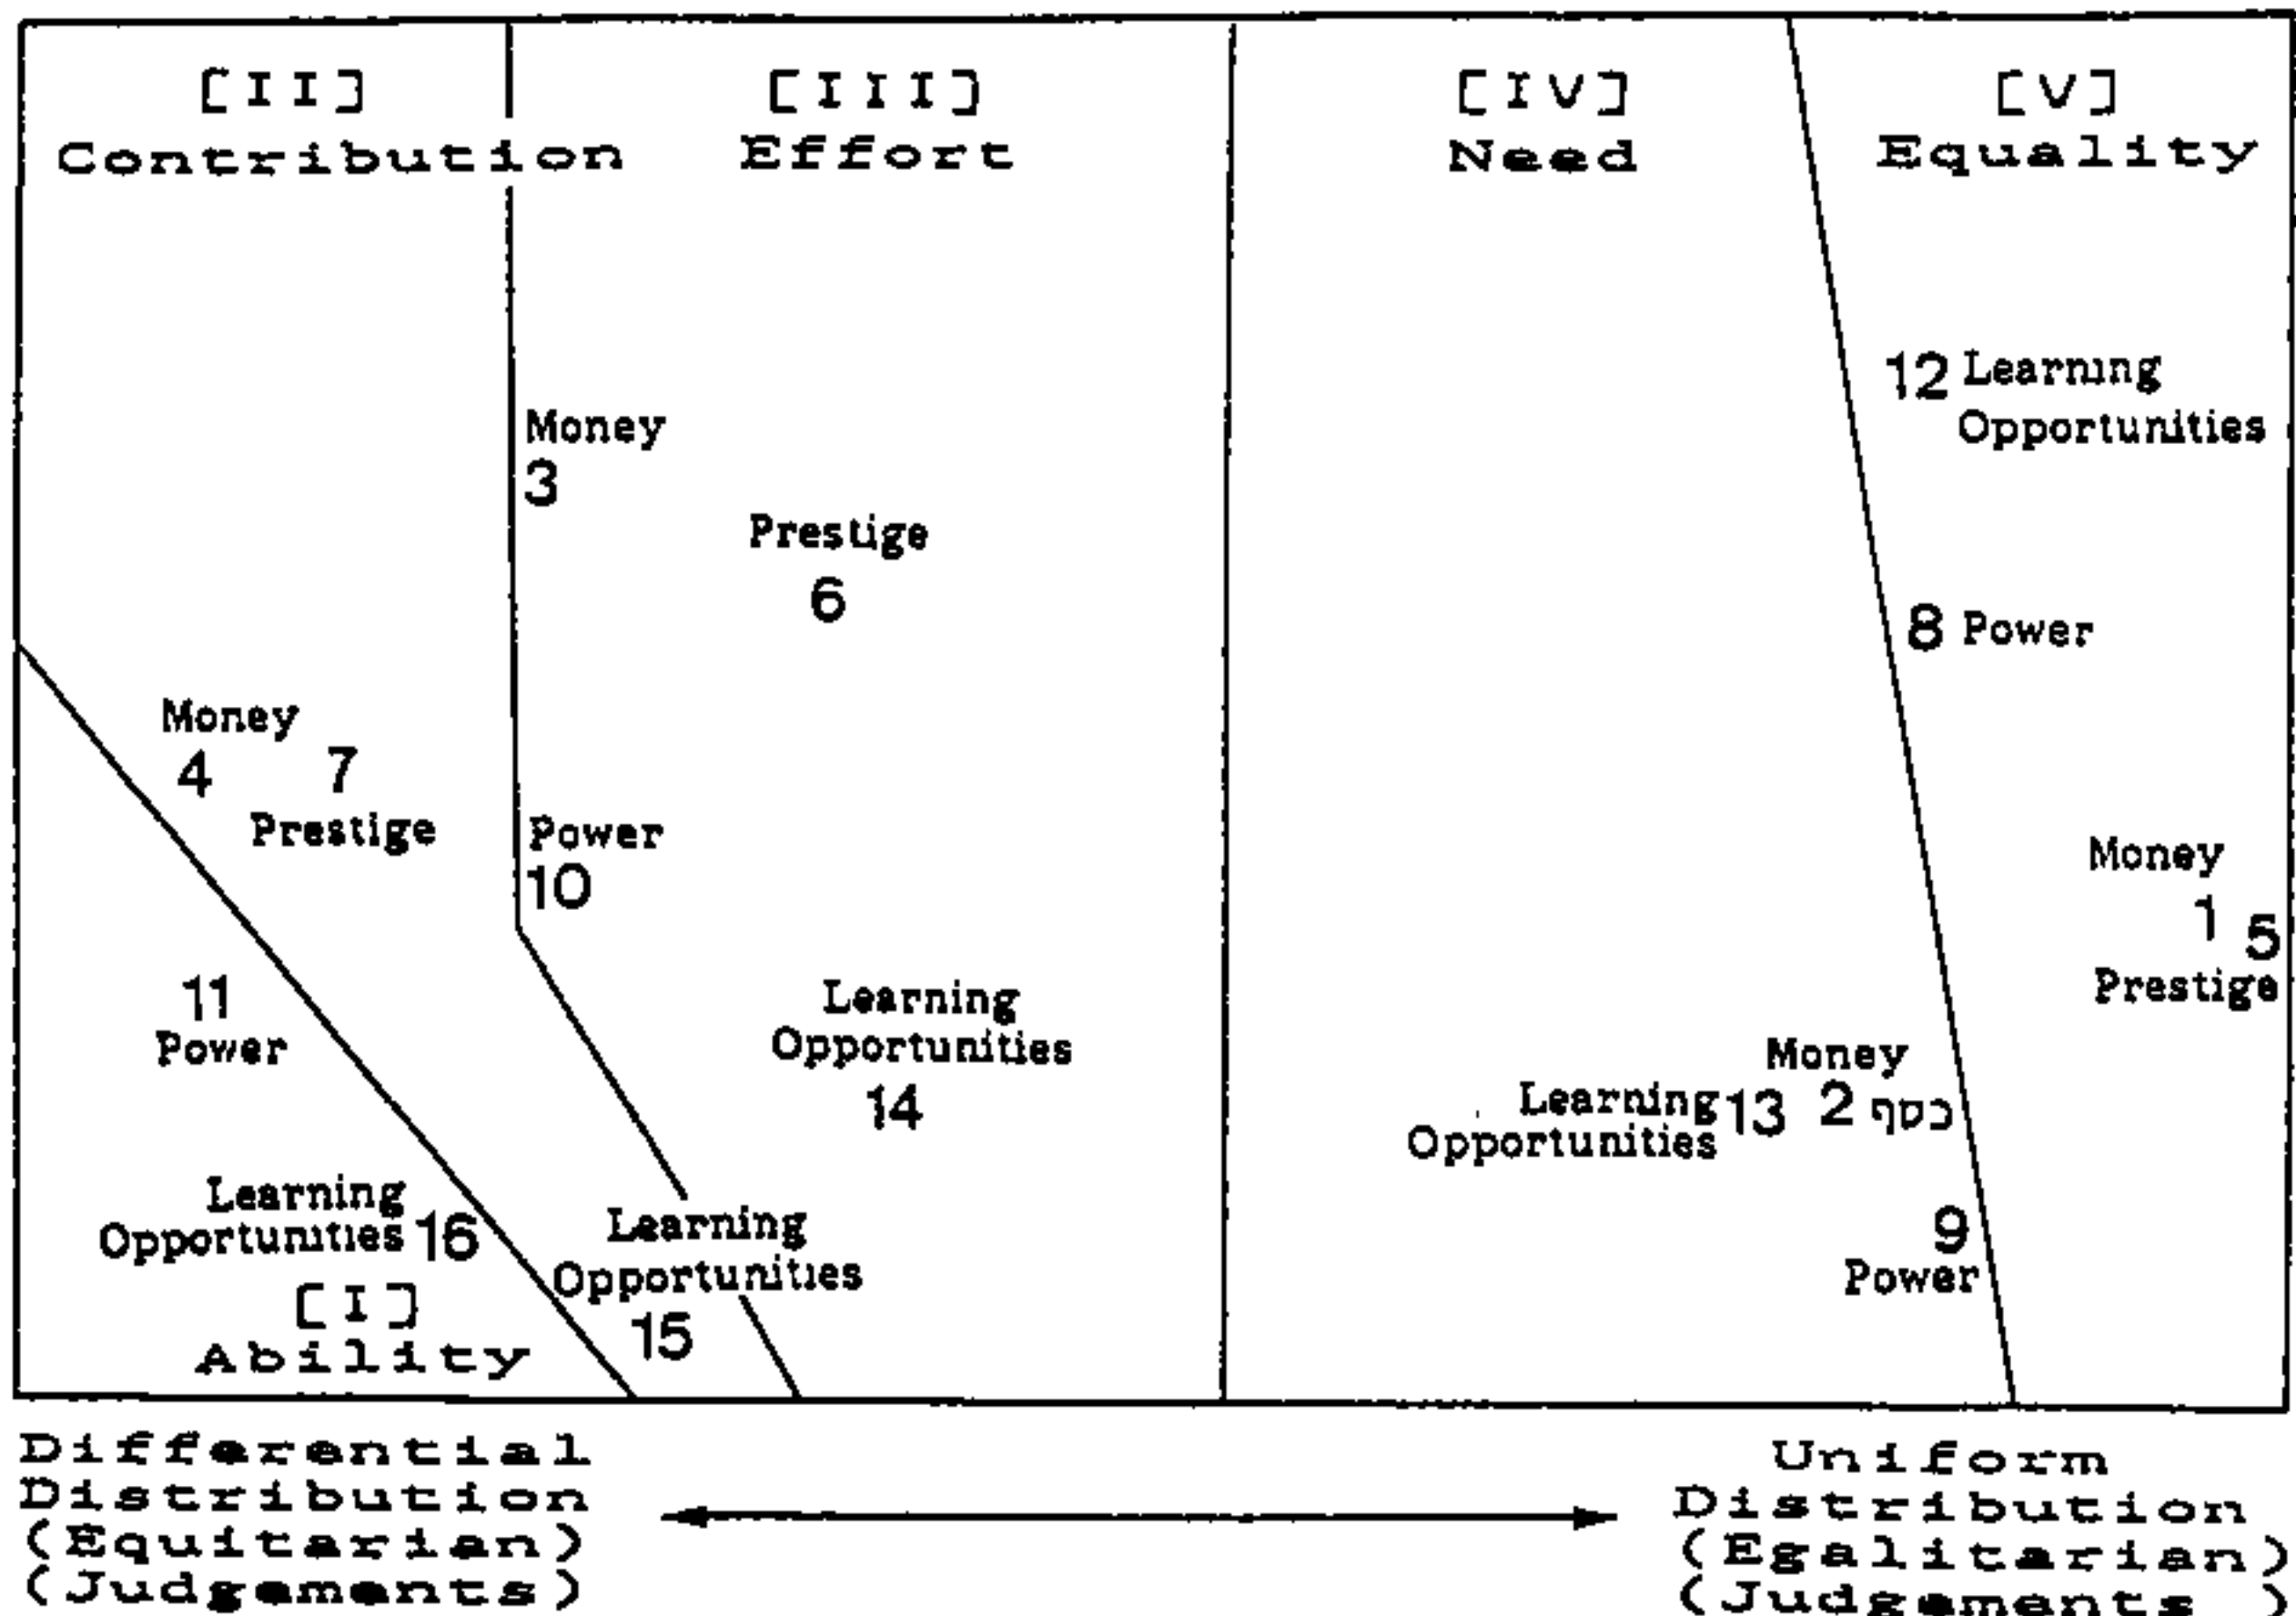 [II]
Contribution
[III]
Effort
[IV]
Need
[V]
Equality
12 Learning
Opportunities
Money
3
Prestige
6
8 Power
Money
4
7
Prestige
Power
10
Money
1 5
Prestige
11
Power
Learning
Opportunities
14
Money
Learning
Opportunities 13
2 כסף
9
Power
Learning
Opportunities 16
Learning
Opportunities
15
[I]
Ability
Differential
Distribution
(Equitarian)
(Judgements)
Uniform
Distribution
(Egalitarian)
(Judgements )